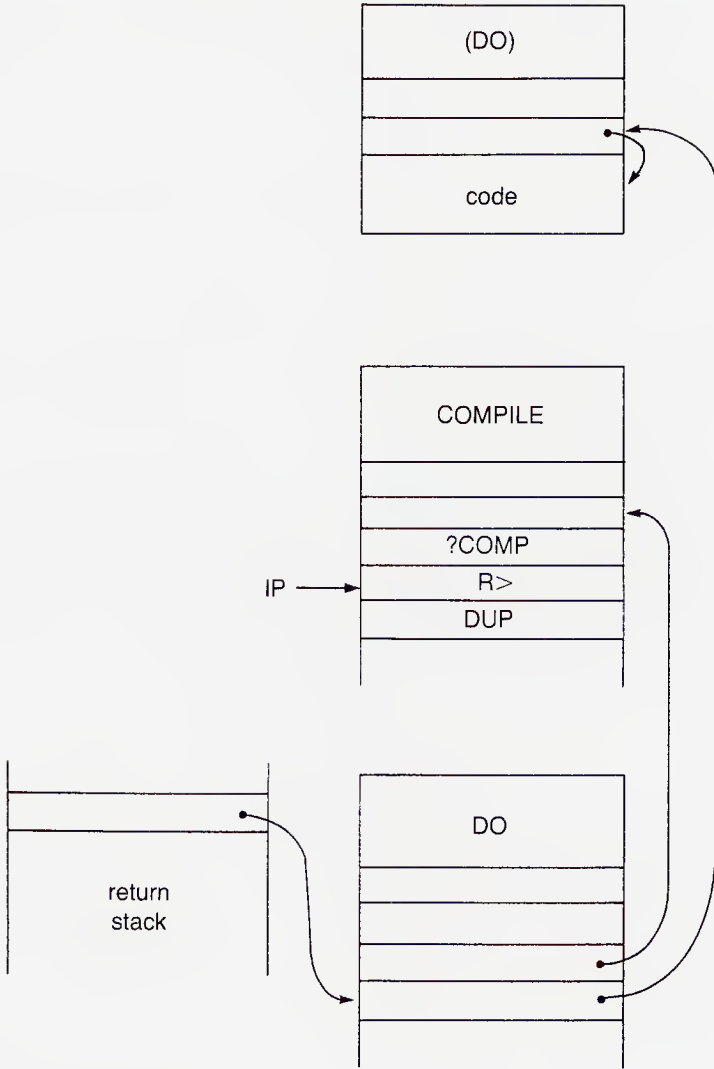 (DO)
code
COMPILE
?COMP
IP
R>
DUP
DO
return
stack